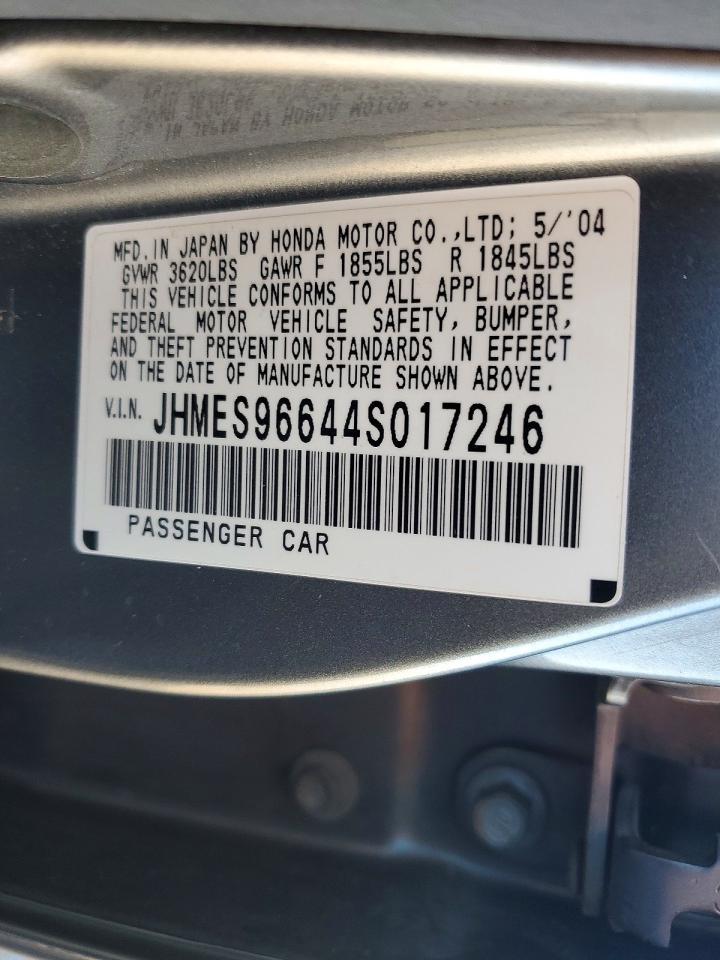 MFD. IN JAPAN BY HONDA MOTOR CO.,LTD; 5/'04
GVWR 3620LBS GAWR F 1855LBS R 1845LBS
THIS VEHICLE CONFORMS TO ALL APPLICABLE
FEDERAL MOTOR VEHICLE SAFETY, BUMPER,
AND THEFT PREVENTION STANDARDS IN EFFECT
ON THE DATE OF MANUFACTURE SHOWN ABOVE.
V.I.N. JHMES96644S017246
PASSENGER CAR